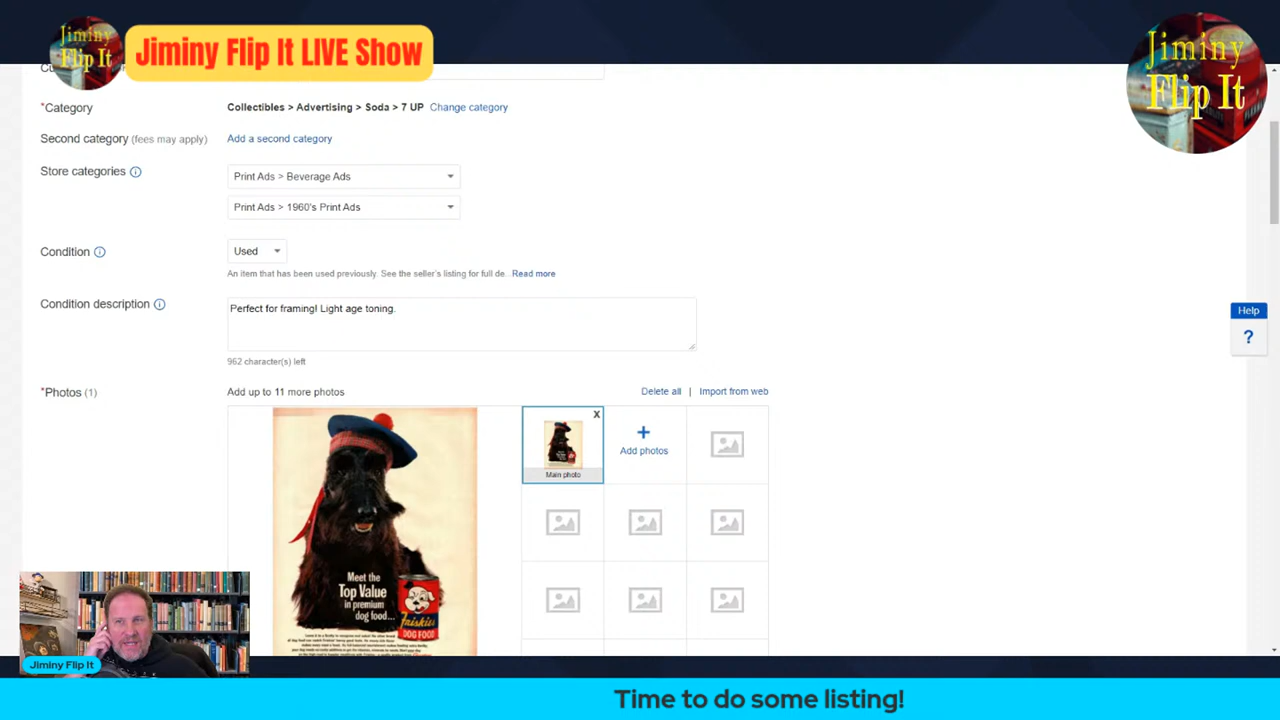 Jiminy
Flip It
Jiminy Flip It LIVE Show
Jiminy
Flip It
*Category
Collectibles > Advertising > Soda > 7 UP Change category
Second category (fees may apply)
Add a second category
Store categories
Print Ads > Beverage Ads
Print Ads > 1960's Print Ads
Condition
Used
An item that has been used previously. See the seller's listing for full de... Read more
Condition description
Perfect for framing! Light age toning.
962 character(s) left
*Photos (1)
Add up to 11 more photos
Delete all | Import from web
X
+
Add photos
Main photo
Help
?
Meet the
Top Value
in premium
dog food...
Friskies
DOG FOOD
Jiminy Flip It
Time to do some listing!